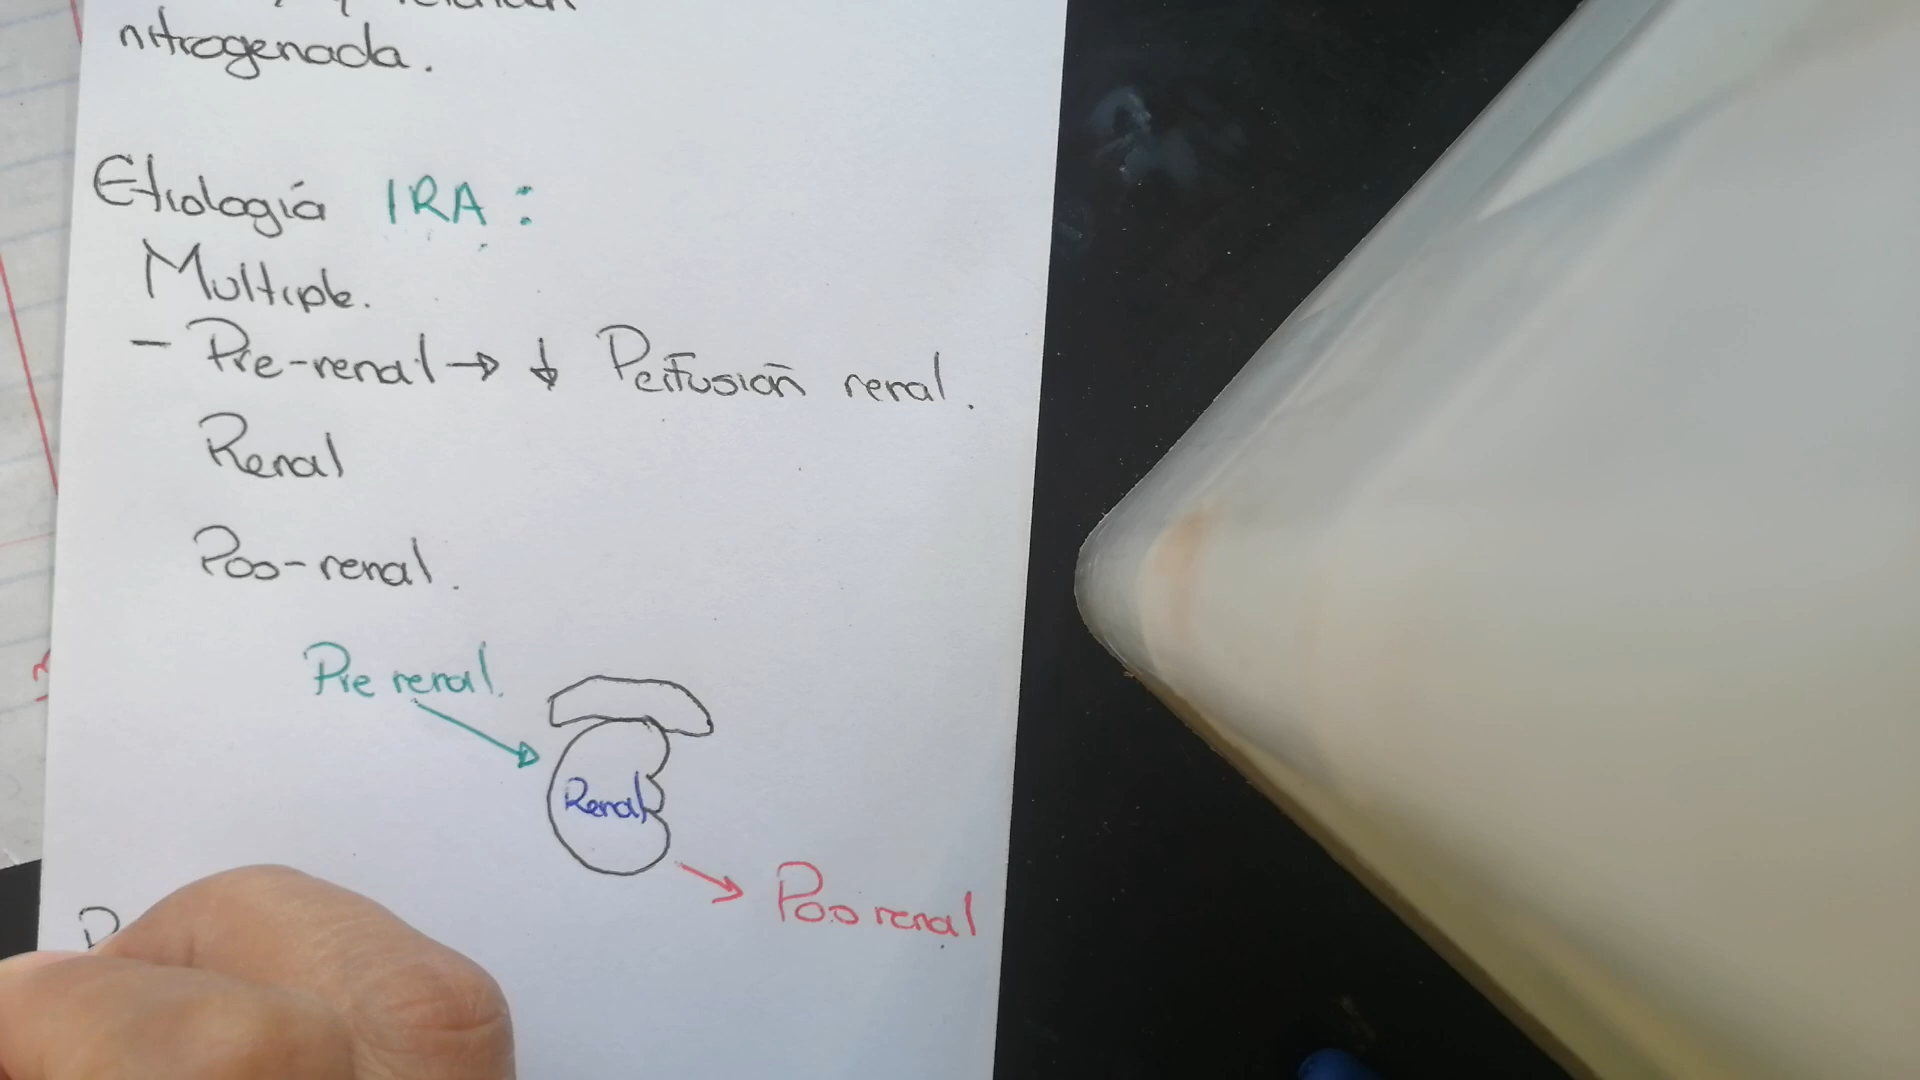 nitrogenada.
Etiología IRA:
Multiple.
- Pre-renal → ↓ Perfusión renal.
Renal
Pos-renal.
Pre renal.
Renal
Pos renal